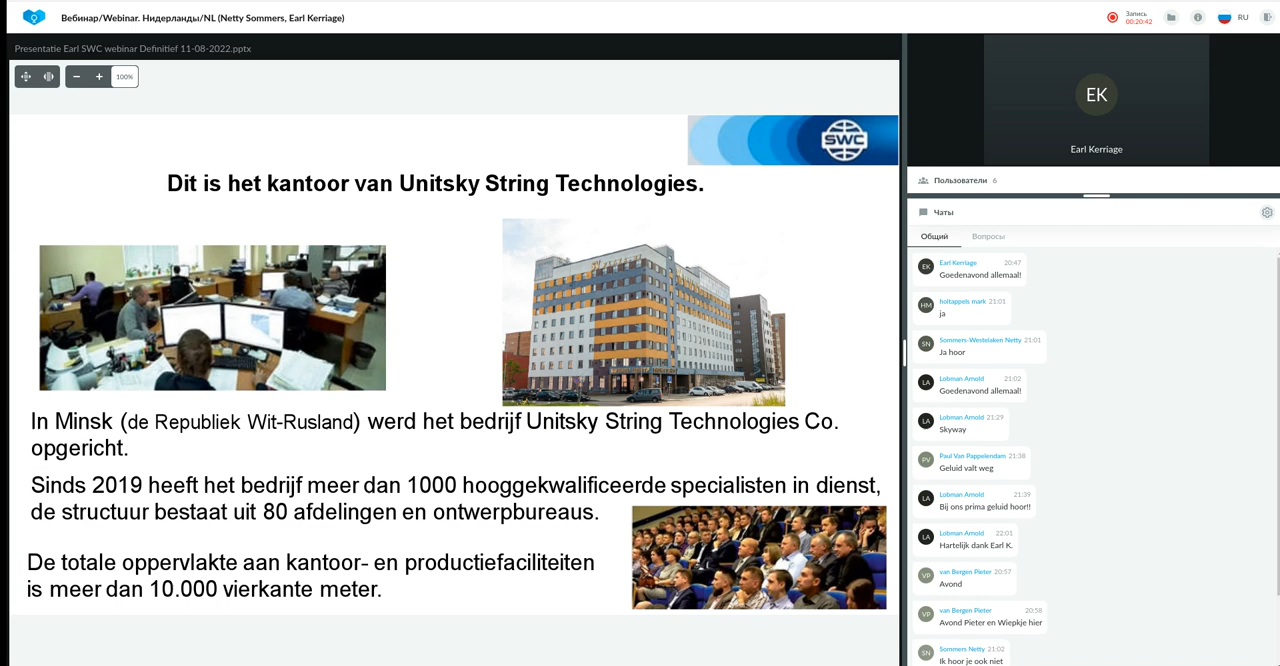 Вебинар/Webinar. Нидерланды/NL (Netty Sommers, Earl Kerriage)
Запись
00:20:42
RU
Presentatie Earl SWC webinar Definitief 11-08-2022.pptx
100%
SWC
Dit is het kantoor van Unitsky String Technologies.
In Minsk (de Republiek Wit-Rusland) werd het bedrijf Unitsky String Technologies Co.
opgericht.
Sinds 2019 heeft het bedrijf meer dan 1000 hooggekwalificeerde specialisten in dienst,
de structuur bestaat uit 80 afdelingen en ontwerpbureaus.
De totale oppervlakte aan kantoor- en productiefaciliteiten
is meer dan 10.000 vierkante meter.
EK
Earl Kerriage
Пользователи 6
Чаты
Общий Вопросы
EK Earl Kerriage 20:47
Goedenavond allemaal!
HM holtappels mark 21:01
ja
SN Sommers-Westelaken Netty 21:01
Ja hoor
LA Lobman Arnold 21:02
Goedenavond allemaal!
LA Lobman Arnold 21:29
Skyway
PV Paul Van Pappelendam 21:38
Geluid valt weg
LA Lobman Arnold 21:39
Bij ons prima geluid hoor!!
LA Lobman Arnold 22:01
Hartelijk dank Earl K.
VP van Bergen Pieter 20:57
Avond
VP van Bergen Pieter 20:58
Avond Pieter en Wiepkje hier
SN Sommers Netty 21:02
Ik hoor je ook niet